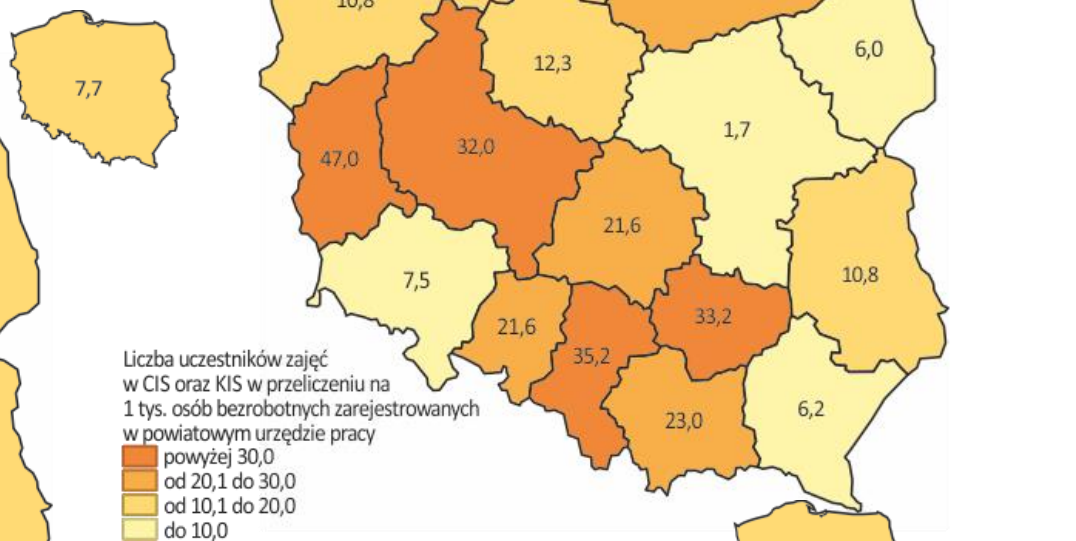 10,8
6,0
12,3
7,7
1,7
32,0
47,0
21,6
10,8
7,5
33,2
21,6
35,2
6,2
23,0
Liczba uczestników zajęć
w CIS oraz KIS w przeliczeniu na
1 tys. osób bezrobotnych zarejestrowanych
w powiatowym urzędzie pracy
powyżej 30,0
od 20,1 do 30,0
od 10,1 do 20,0
do 10,0